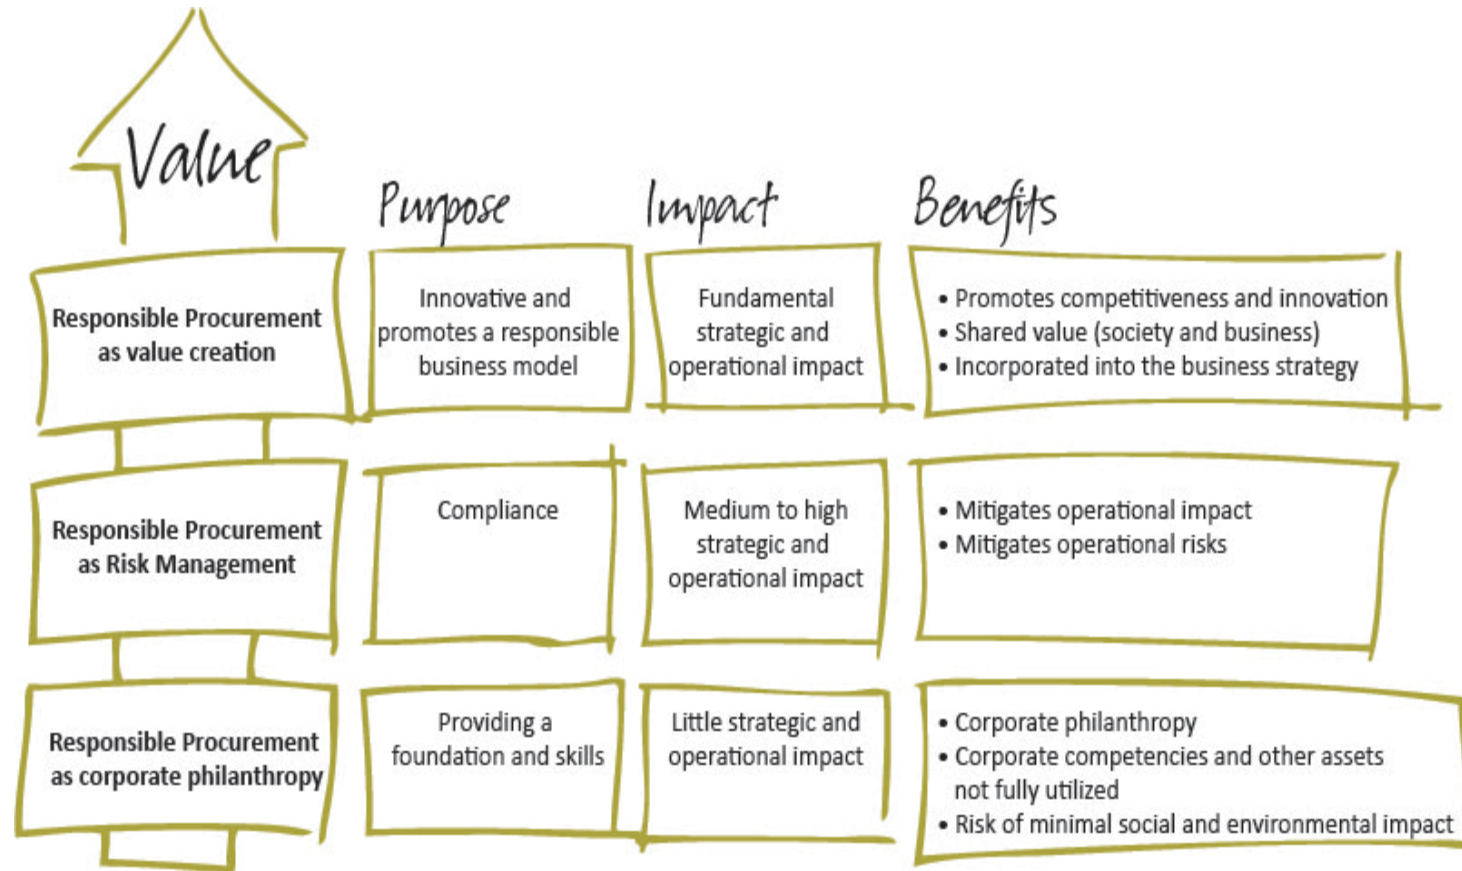 Value
Purpose
Impact
Benefits
Responsible Procurement
as value creation
Innovative and
promotes a responsible
business model
Fundamental
strategic and
operational impact
• Promotes competitiveness and innovation
• Shared value (society and business)
• Incorporated into the business strategy
Responsible Procurement
as Risk Management
Compliance
Medium to high
strategic and
operational impact
• Mitigates operational impact
• Mitigates operational risks
Responsible Procurement
as corporate philanthropy
Providing a
foundation and skills
Little strategic and
operational impact
• Corporate philanthropy
• Corporate competencies and other assets
not fully utilized
• Risk of minimal social and environmental impact